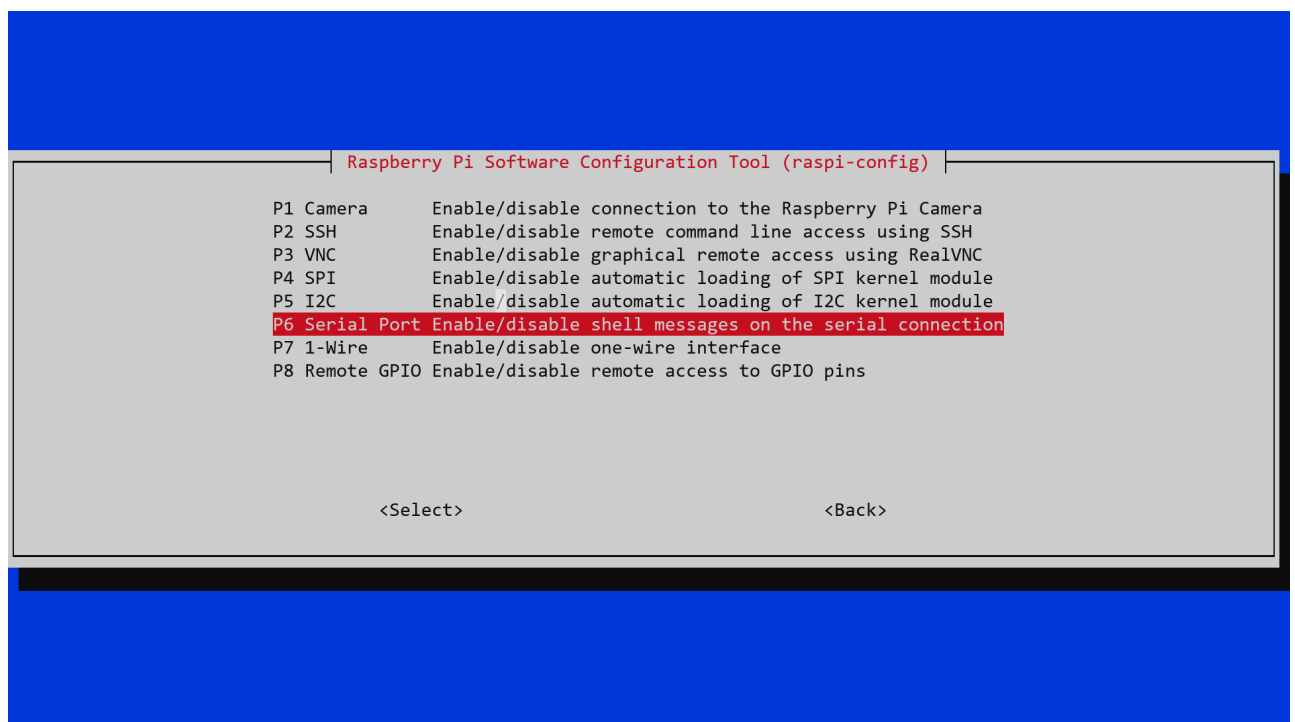 Raspberry Pi Software Configuration Tool (raspi-config)
P1 Camera Enable/disable connection to the Raspberry Pi Camera
P2 SSH Enable/disable remote command line access using SSH
P3 VNC Enable/disable graphical remote access using RealVNC
P4 SPI Enable/disable automatic loading of SPI kernel module
P5 I2C Enable/disable automatic loading of I2C kernel module
P6 Serial Port Enable/disable shell messages on the serial connection
P7 1-Wire Enable/disable one-wire interface
P8 Remote GPIO Enable/disable remote access to GPIO pins
<Select> <Back>